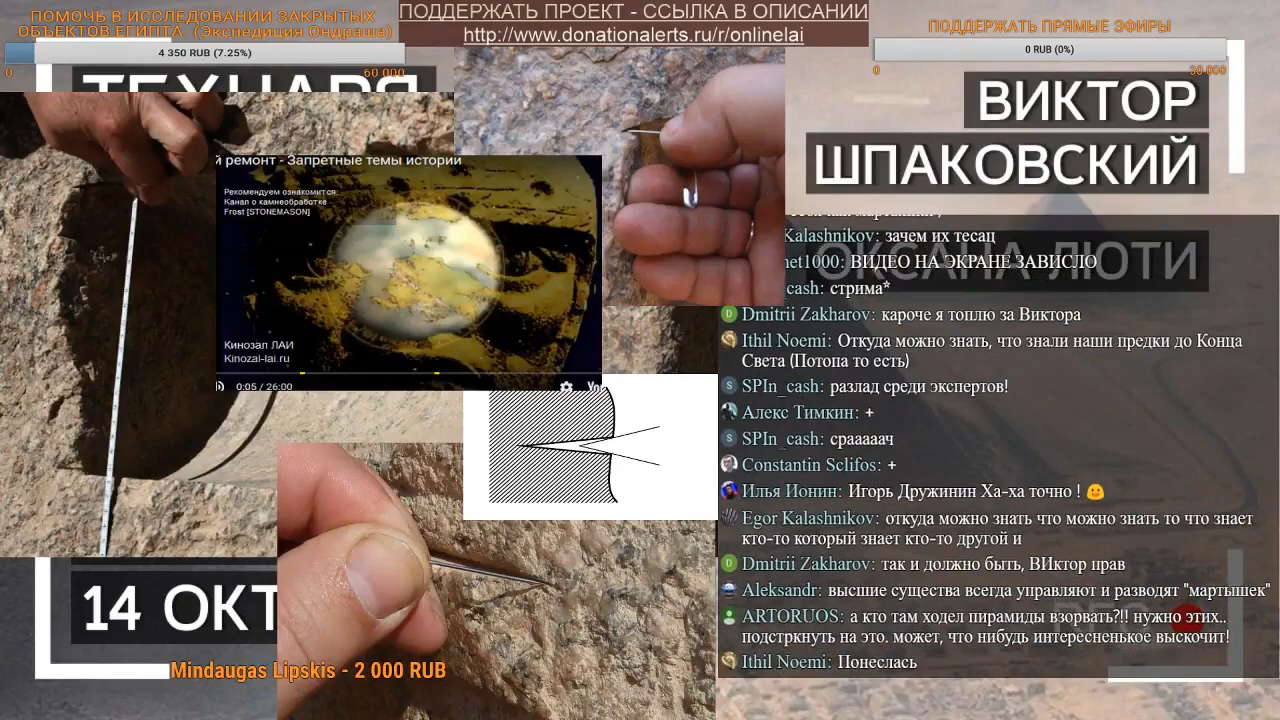 ПОМОЧЬ В ИССЛЕДОВАНИИ ЗАКРЫТЫХ
ОБЪЕКТОВ ЕГИПТА (Экспедиция Ондраша)
4 350 RUB (7.25%)
0
60 000
ПОДДЕРЖАТЬ ПРОЕКТ - ССЫЛКА В ОПИСАНИИ
http://www.donationalerts.ru/r/onlinelai
ПОДДЕРЖАТЬ ПРЯМЫЕ ЭФИРЫ
0 RUB (0%)
0
30 000
ТЕХНАРЯ
ВИКТОР
ШПАКОВСКИЙ
ОКСАНА ЛЮТИ
й ремонт - Запретные темы истории
Рекомендуем ознакомится:
Канал о камнеобработке
Frost [STONEMASON]
Кинозал ЛАИ
Kinozal-lai.ru
0:05 / 26:00
Kalashnikov: зачем их тесац
net1000: ВИДЕО НА ЭКРАНЕ ЗАВИСЛО
cash: стрима*
Dmitrii Zakharov: кароче я топлю за Виктора
Ithil Noemi: Откуда можно знать, что знали наши предки до Конца
Света (Потопа то есть)
SPIn_cash: разлад среди экспертов!
Алекс Тимкин: +
SPIn_cash: срааааач
Constantin Sclifos: +
Илья Ионин: Игорь Дружинин Ха-ха точно !
Egor Kalashnikov: откуда можно знать что можно знать то что знает
кто-то который знает кто-то другой и
Dmitrii Zakharov: так и должно быть, ВИктор прав
Aleksandr: высшие существа всегда управляют и разводят "мартышек"
ARTORUOS: а кто там ходел пирамиды взорвать?!! нужно этих..
подстркнуть на это. может, что нибудь интересненькое выскочит!
Ithil Noemi: Понеслась
14 ОКТ
Mindaugas Lipskis - 2 000 RUB